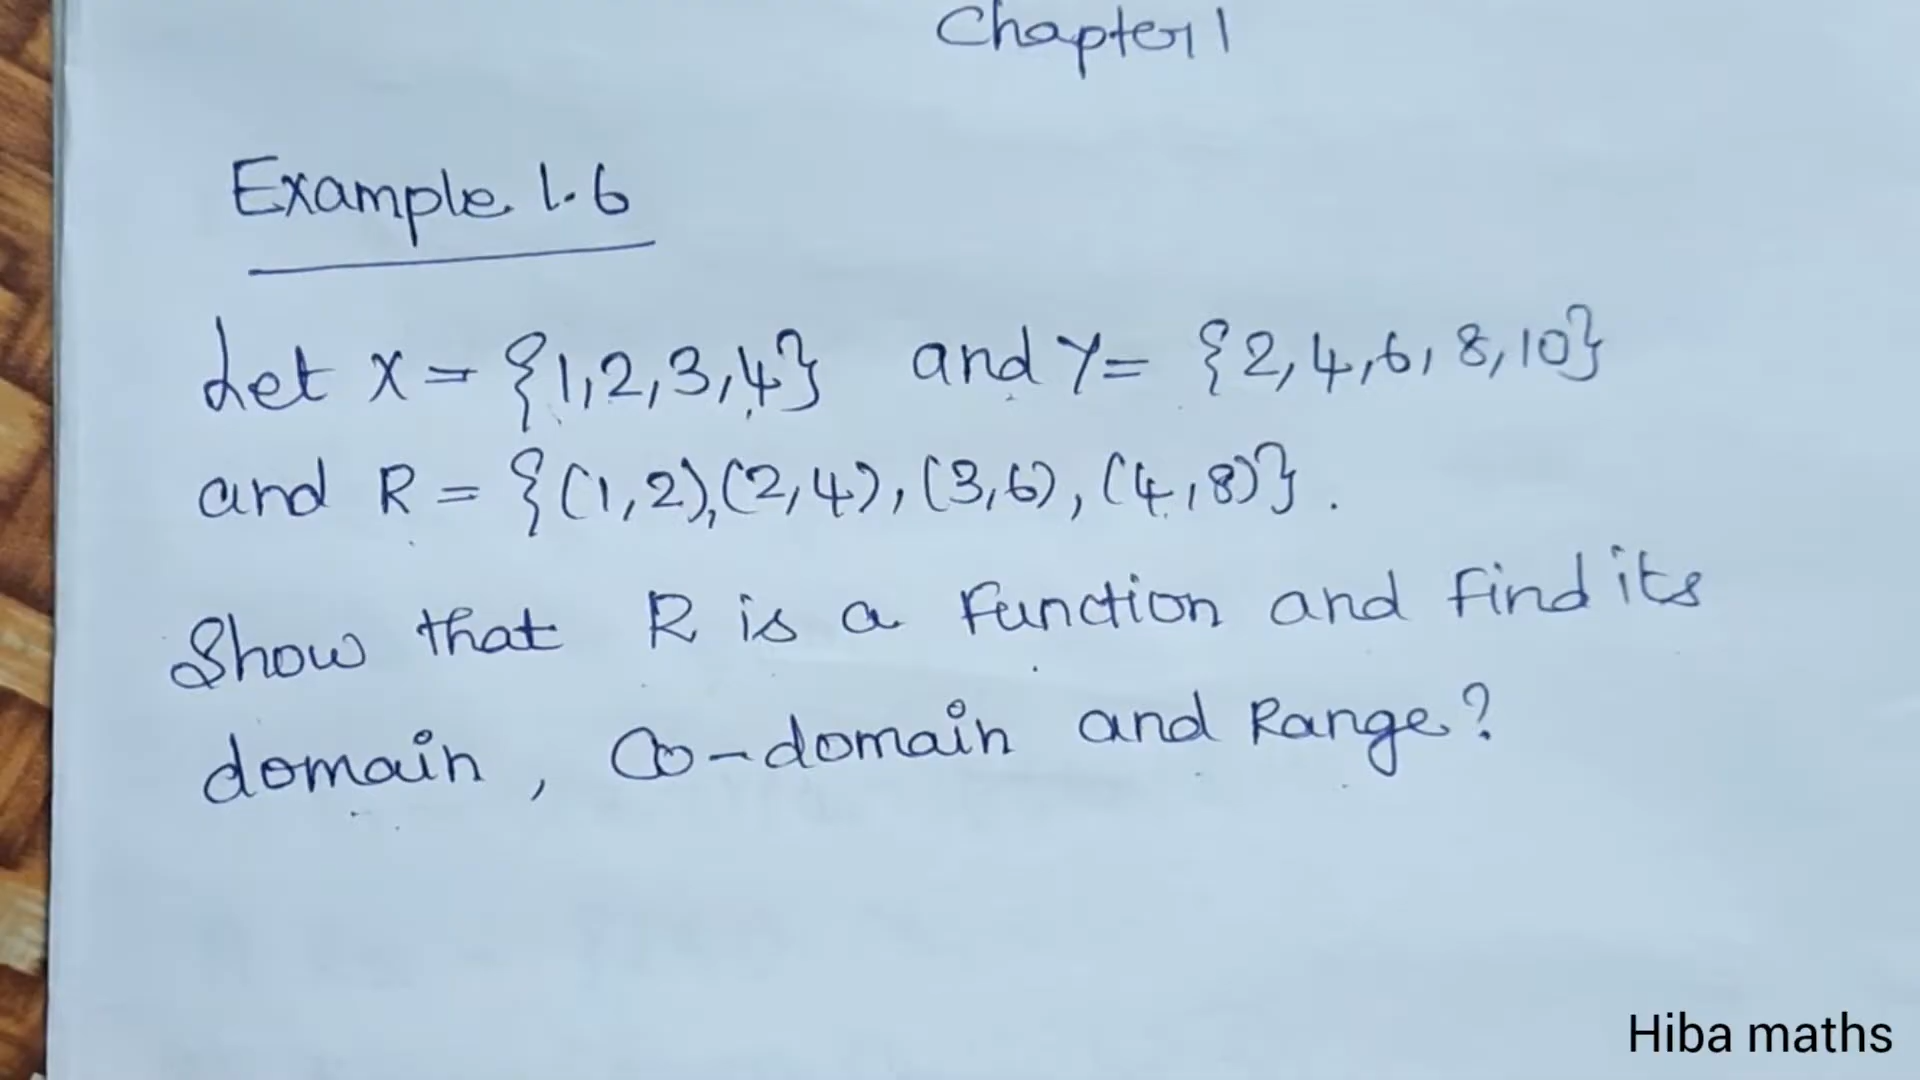 Chapter 1
Example 1.6
Let X = {1,2,3,4} and Y = {2,4,6,8,10}
and R = {(1,2),(2,4),(3,6),(4,8)}.
Show that R is a Function and Find its
domain, Co-domain and Range?
Hiba maths